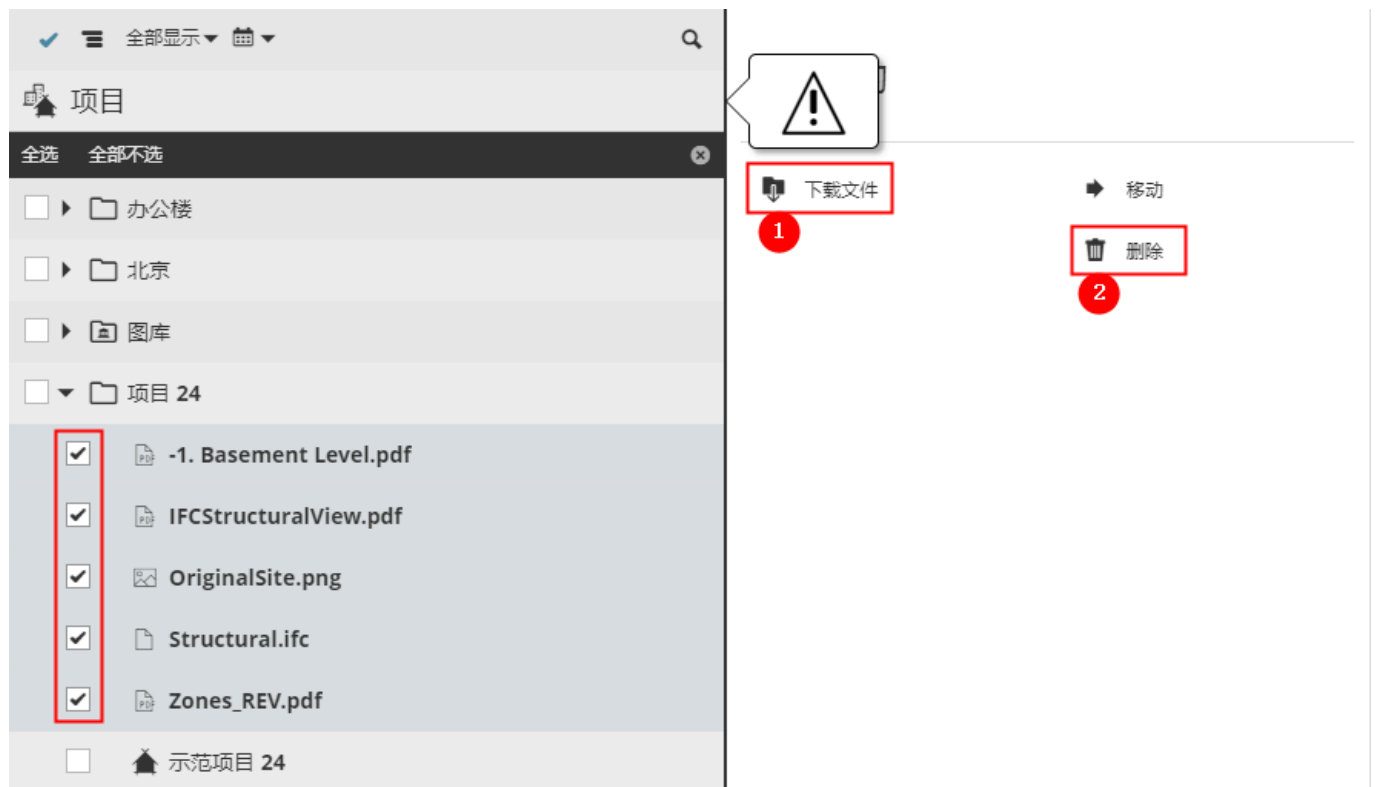 全部显示
项目
全选 全部不选
办公楼
北京
图库
项目 24
-1. Basement Level.pdf
IFCStructuralView.pdf
OriginalSite.png
Structural.ifc
Zones_REV.pdf
示范项目 24
下载文件
1
移动
删除
2